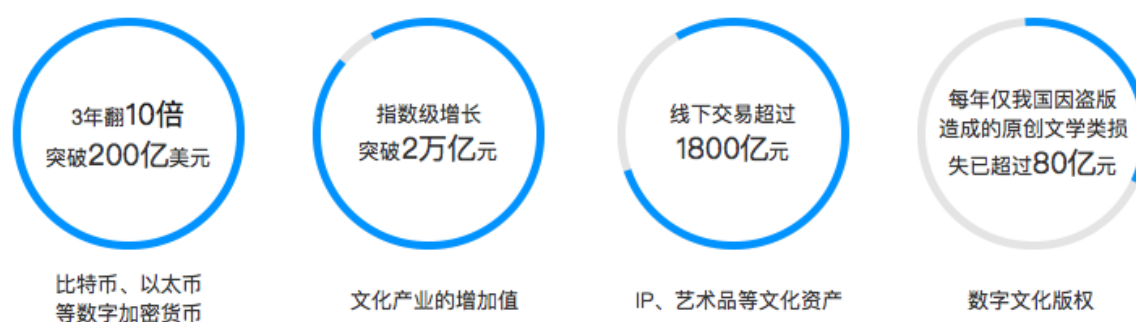 3年翻10倍
突破200亿美元
比特币、以太币
等数字加密货币
指数级增长
突破2万亿元
文化产业的增加值
线下交易超过
1800亿元
IP、艺术品等文化资产
每年仅我国因盗版
造成的原创文学类损
失已超过80亿元
数字文化版权